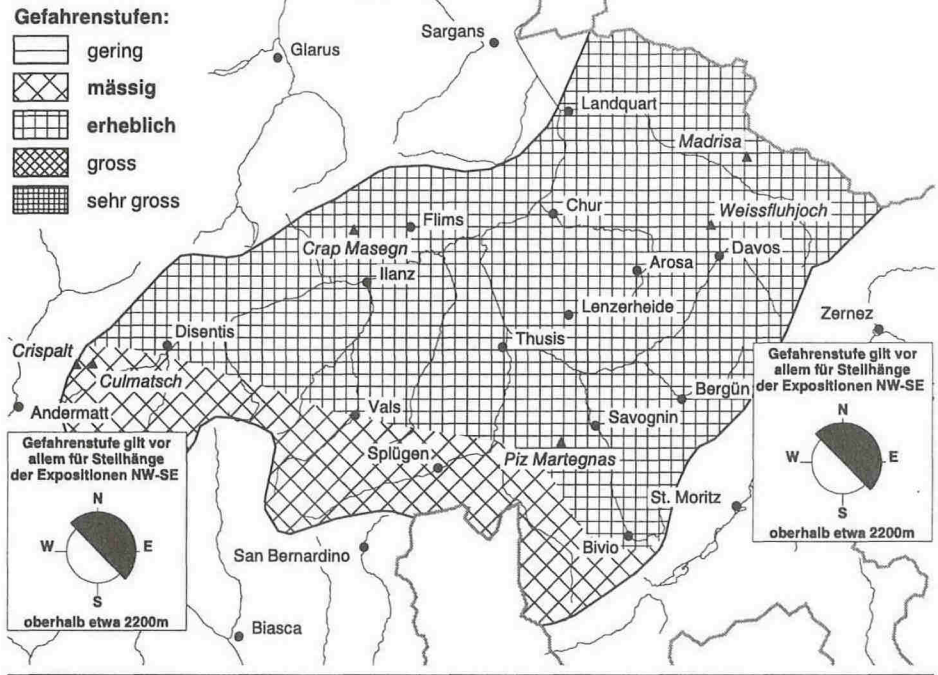 Gefahrenstufen:
gering
mässig
erheblich
gross
sehr gross
Glarus
Sargans
Landquart
Madrisa
Chur
Weissfluhjoch
Flims
Crap Masegn
Davos
Arosa
Ilanz
Lenzerheide
Zernez
Disentis
Thusis
Crispalt
Culmatsch
Bergün
Andermatt
Vals
Savognin
Splügen
Piz Martegnas
St. Moritz
Bivio
San Bernardino
Biasca
Gefahrenstufe gilt vor
allem für Steilhänge
der Expositionen NW-SE
N
W
E
S
oberhalb etwa 2200m
Gefahrenstufe gilt vor
allem für Steilhänge
der Expositionen NW-SE
N
W
E
S
oberhalb etwa 2200m